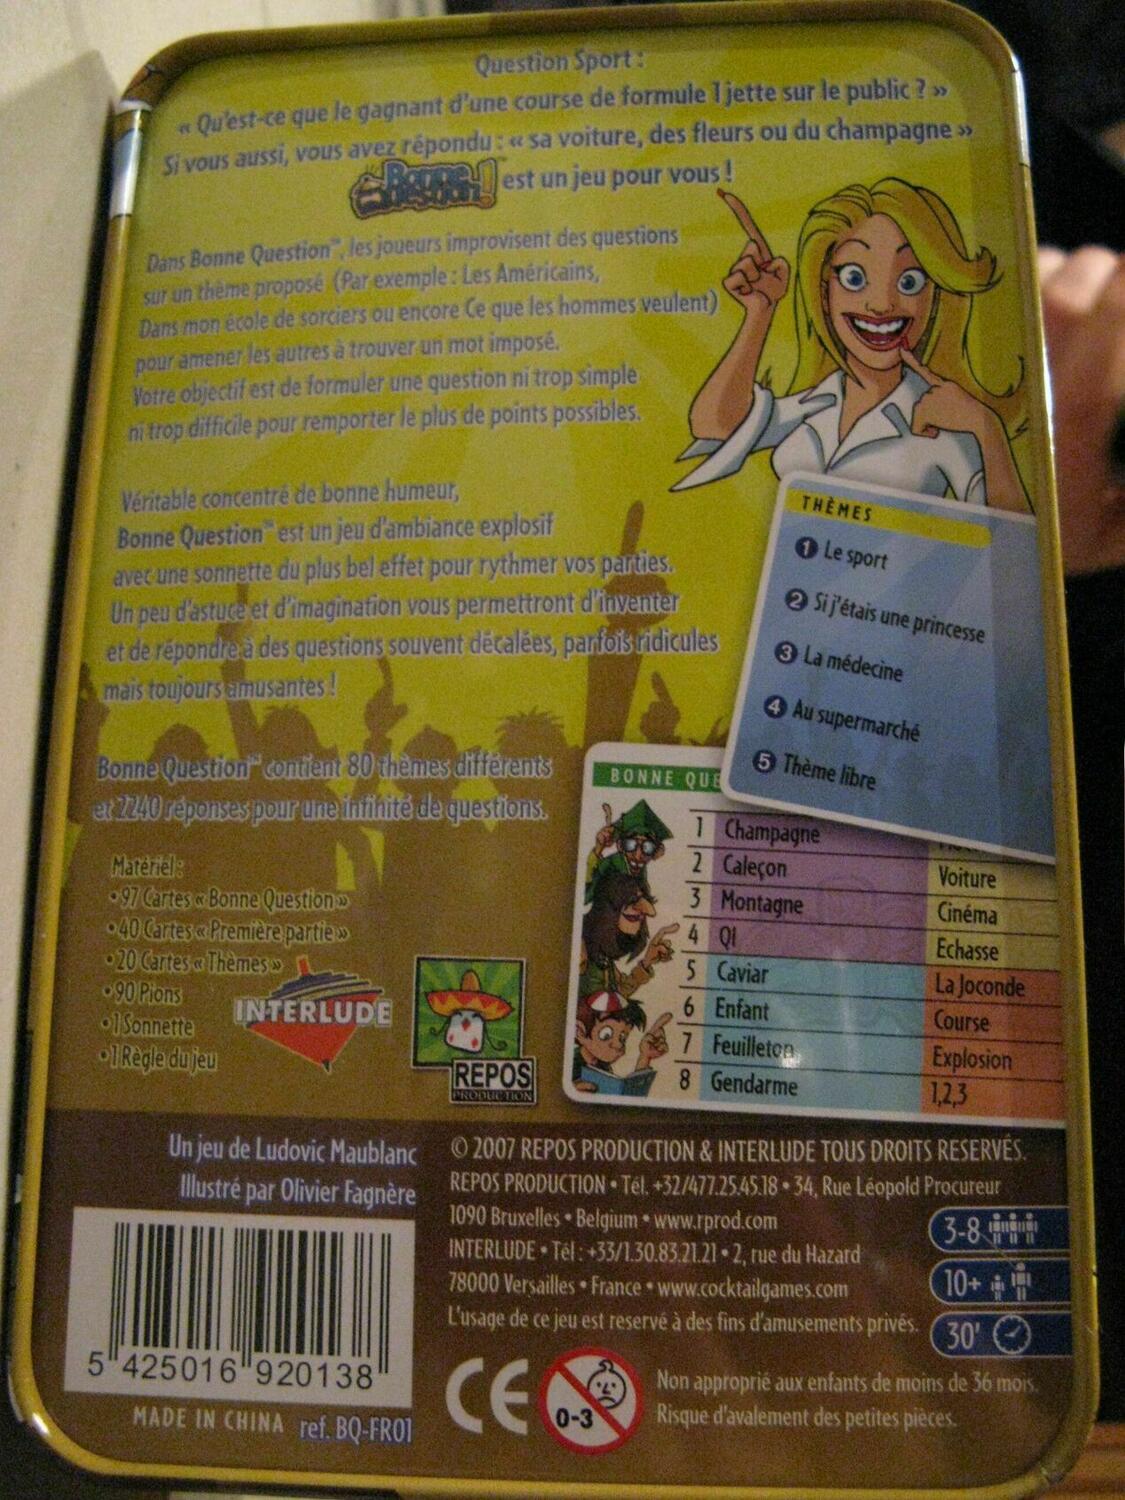 Question Sport :
« Qu'est-ce que le gagnant d'une course de formule 1 jette sur le public ? »
Si vous aussi, vous avez répondu : « sa voiture, des fleurs ou du champagne »
Bonne Question! est un jeu pour vous !
Dans Bonne Question™, les joueurs improvisent des questions
sur un thème proposé (Par exemple : Les Américains,
Dans mon école de sorciers ou encore Ce que les hommes veulent)
pour amener les autres à trouver un mot imposé.
Votre objectif est de formuler une question ni trop simple
ni trop difficile pour remporter le plus de points possibles.
Véritable concentré de bonne humeur,
Bonne Question™ est un jeu d'ambiance explosif
avec une sonnette du plus bel effet pour rythmer vos parties.
Un peu d'astuce et d'imagination vous permettront d'inventer
et de répondre à des questions souvent décalées, parfois ridicules
mais toujours amusantes !
Bonne Question™ contient 80 thèmes différents
et 2240 réponses pour une infinité de questions.
THÈMES
1 Le sport
2 Si j'étais une princesse
3 La médecine
4 Au supermarché
5 Thème libre
BONNE QUE
1 Champagne
2 Caleçon Voiture
3 Montagne Cinéma
4 QI Echasse
5 Caviar La Joconde
6 Enfant Course
7 Feuilleton Explosion
8 Gendarme 1,2,3
Matériel :
• 97 Cartes « Bonne Question »
• 40 Cartes « Première partie »
• 20 Cartes « Thèmes »
• 90 Pions
• 1 Sonnette
• 1 Règle du jeu
INTERLUDE
REPOS
PRODUCTION
Un jeu de Ludovic Maublanc
Illustré par Olivier Fagnère
© 2007 REPOS PRODUCTION & INTERLUDE TOUS DROITS RESERVÉS.
REPOS PRODUCTION • Tél. +32/477.25.45.18 • 34, Rue Léopold Procureur
1090 Bruxelles • Belgium • www.rprod.com
INTERLUDE • Tél : +33/1.30.83.21.21 • 2, rue du Hazard
78000 Versailles • France • www.cocktailgames.com
L'usage de ce jeu est reservé à des fins d'amusements privés.
3-8
10+
30'
5 425016 920138
MADE IN CHINA ref. BQ-FR01
CE
0-3
Non approprié aux enfants de moins de 36 mois.
Risque d'avalement des petites pièces.